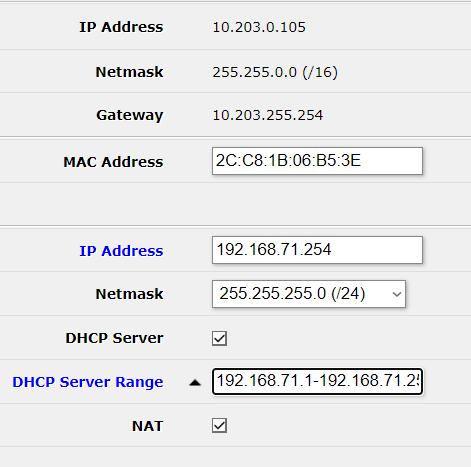 IP Address 10.203.0.105
Netmask 255.255.0.0 (/16)
Gateway 10.203.255.254
MAC Address 2C:C8:1B:06:B5:3E
IP Address 192.168.71.254
Netmask 255.255.255.0 (/24)
DHCP Server
DHCP Server Range 192.168.71.1-192.168.71.25
NAT